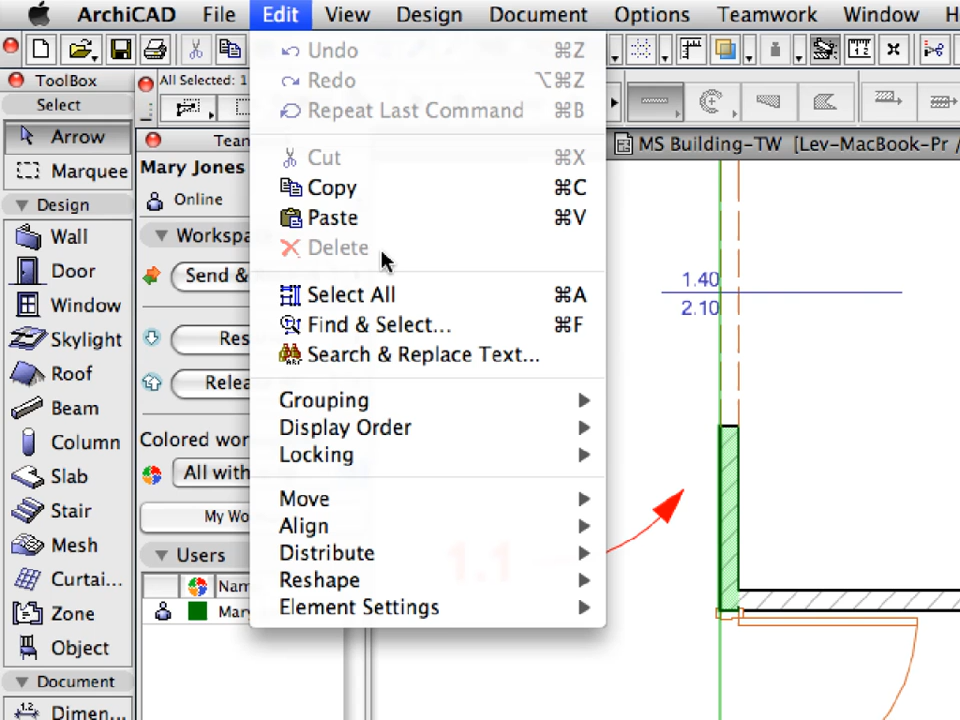 ArchiCAD File Edit View Design Document Options Teamwork Window
All Selected: 1
ToolBox
Select
Arrow
Marquee
Design
Wall
Door
Window
Skylight
Roof
Beam
Column
Slab
Stair
Mesh
Curtai...
Zone
Object
Document
Dimen...
Mary Jones
Online
Send &
Colored
All with
Users
Undo ⌘Z
Redo ⌥⌘Z
Repeat Last Command ⌘B
Cut ⌘X
Copy ⌘C
Paste ⌘V
Delete
Select All ⌘A
Find & Select... ⌘F
Search & Replace Text...
Grouping
Display Order
Locking
Move
Align
Distribute
Reshape
Element Settings
MS Building-TW [Lev-MacBook-Pr /
1.40
2.10
1.1